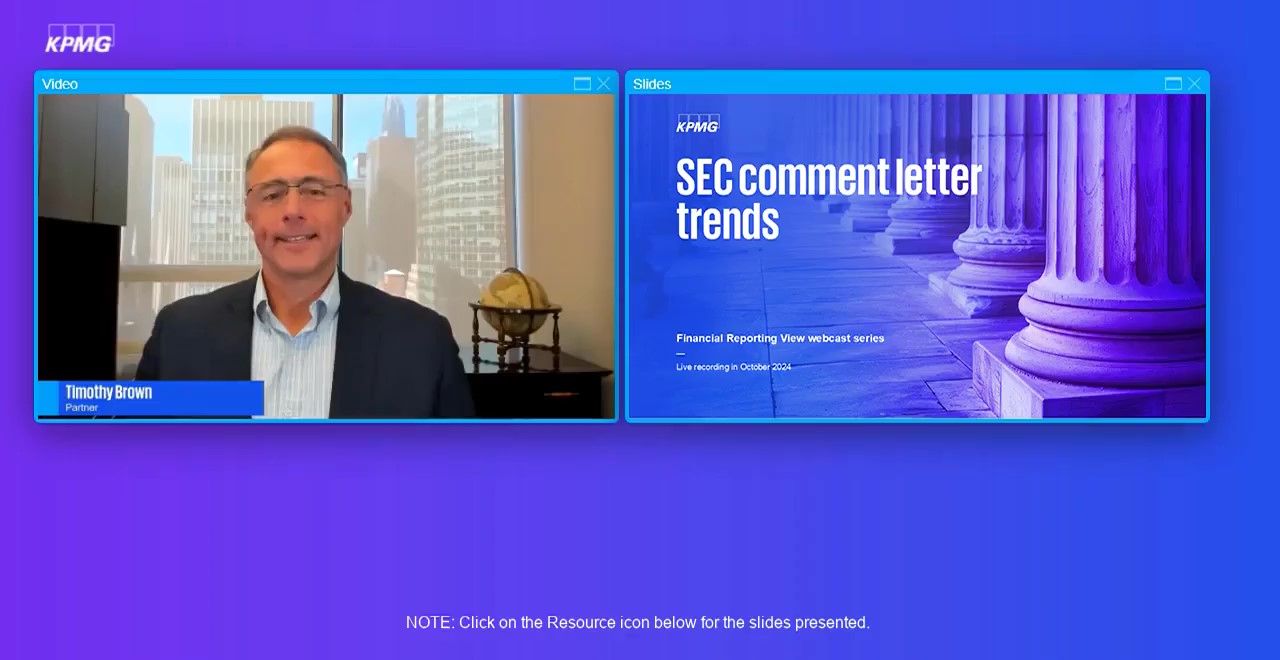 KPMG
Video
Timothy Brown
Partner
Slides
KPMG
SEC comment letter
trends
Financial Reporting View webcast series
Live recording in October 2024
NOTE: Click on the Resource icon below for the slides presented.